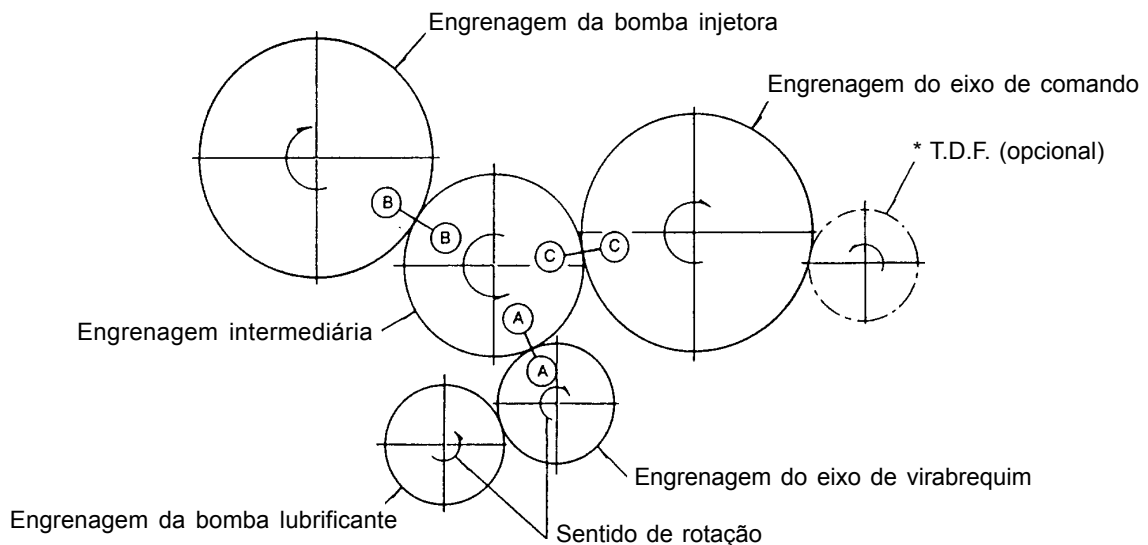 Engrenagem da bomba injetora
Engrenagem do eixo de comando
* T.D.F. (opcional)
B
B
C
C
A
A
Engrenagem intermediária
Engrenagem do eixo de virabrequim
Engrenagem da bomba lubrificante
Sentido de rotação